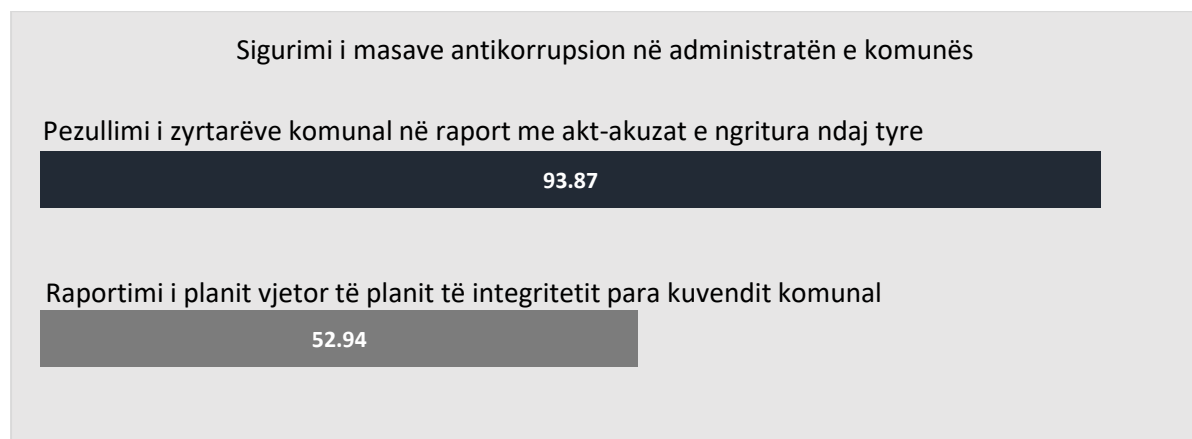 Sigurimi i masave antikorrupsion në administratën e komunës
Pezullimi i zyrtarëve komunal në raport me akt-akuzat e ngritura ndaj tyre
93.87
Raportimi i planit vjetor të planit të integritetit para kuvendit komunal
52.94